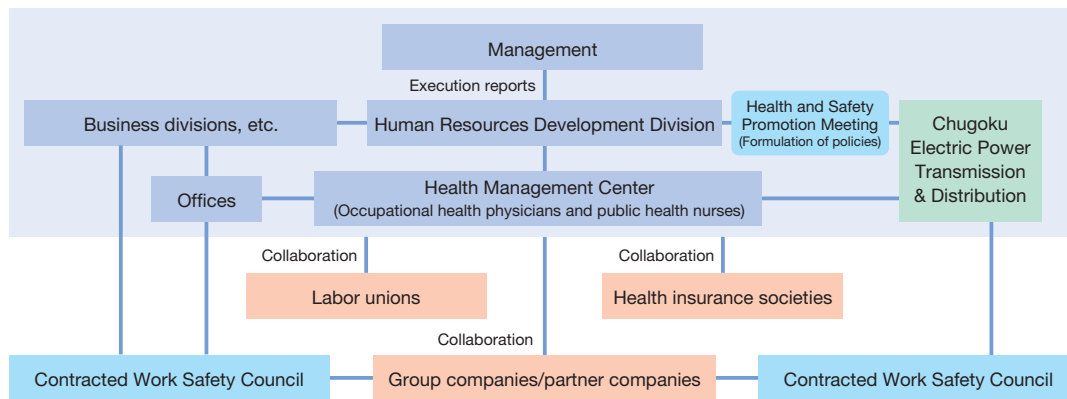 Management
Execution reports
Business divisions, etc.
Human Resources Development Division
Health and Safety
Promotion Meeting
(Formulation of policies)
Chugoku
Electric Power
Transmission
& Distribution
Offices
Health Management Center
(Occupational health physicians and public health nurses)
Collaboration
Collaboration
Labor unions
Health insurance societies
Collaboration
Contracted Work Safety Council
Group companies/partner companies
Contracted Work Safety Council